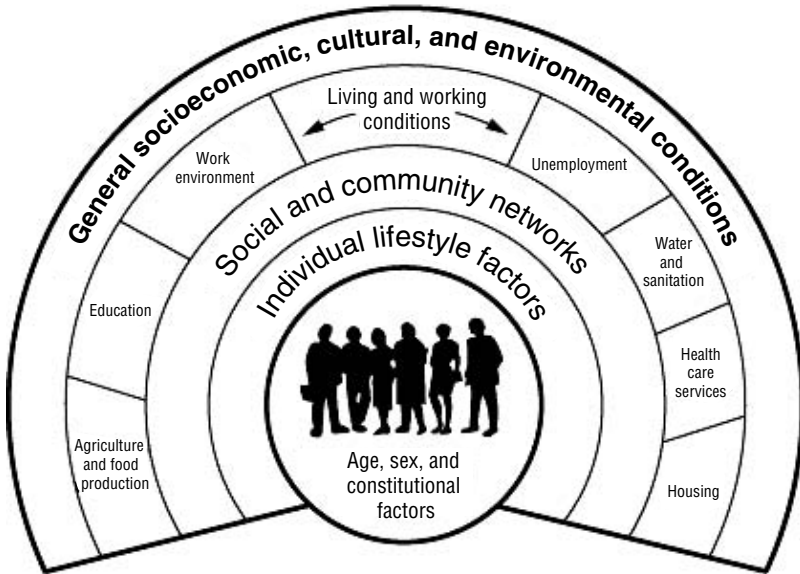 General socioeconomic, cultural, and environmental conditions
Living and working
conditions
Work
environment
Unemployment
Social and community networks
Individual lifestyle factors
Education
Water
and
sanitation
Health
care
services
Agriculture
and food
production
Housing
Age, sex, and
constitutional
factors